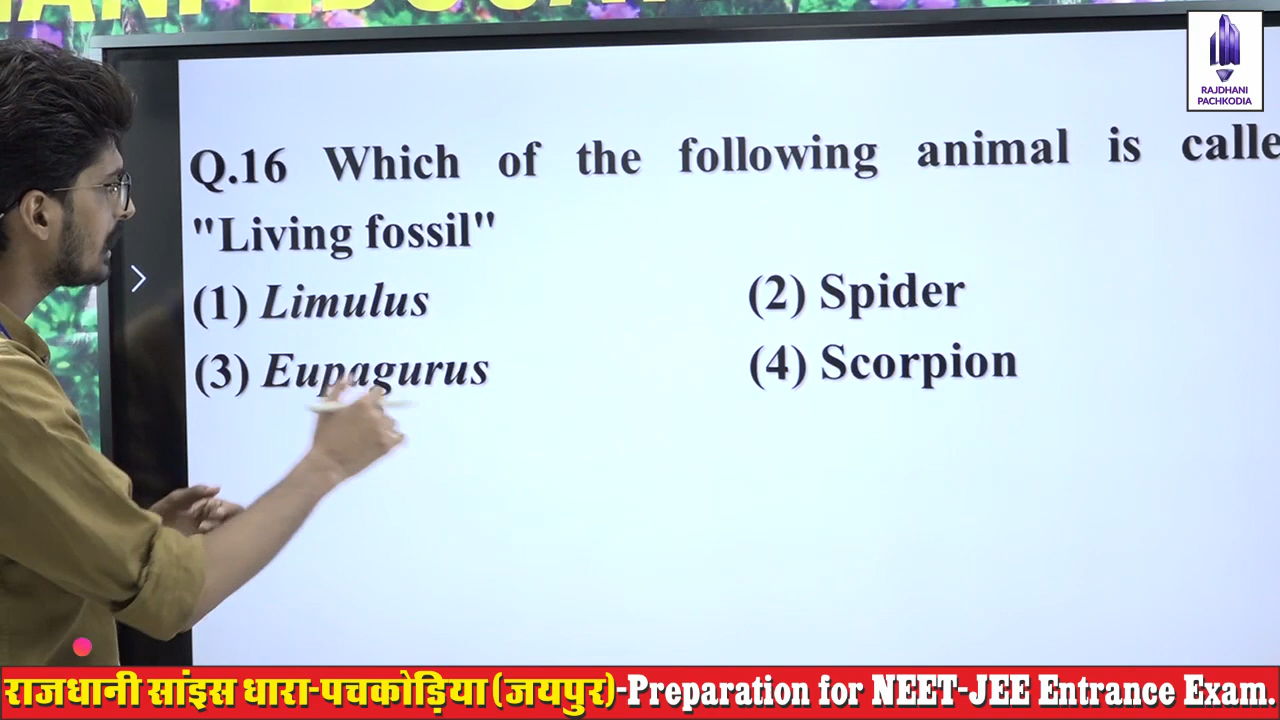 RAJDHANI
PACHKODIA
Q.16 Which of the following animal is calle
"Living fossil"
(1) Limulus (2) Spider
(3) Eupagurus (4) Scorpion
राजधानी साइंस धारा-पचकोड़िया (जयपुर)-Preparation for NEET-JEE Entrance Exam.